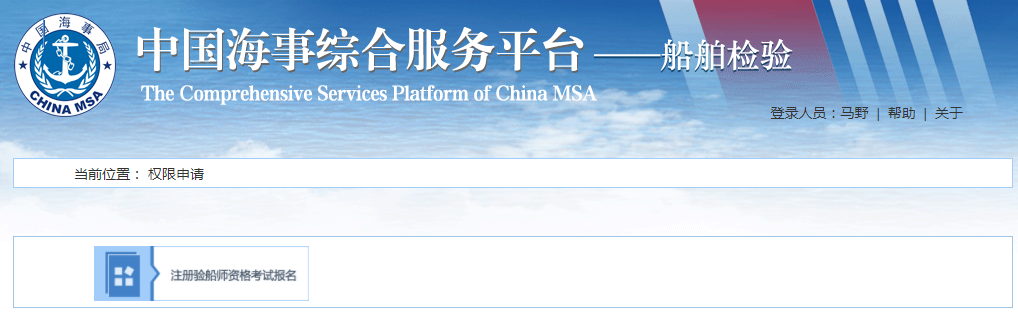 中国海事局
CHINA MSA
中国海事综合服务平台——船舶检验
The Comprehensive Services Platform of China MSA
登录人员：马野 | 帮助 | 关于
当前位置： 权限申请
注册验船师资格考试报名